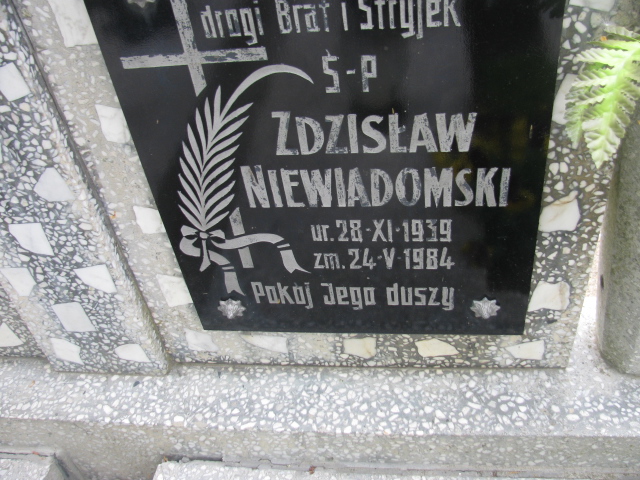 drogi Brat i Stryjek
Ś-P
ZDZISŁAW
NIEWIADOMSKI
ur. 28-XI-1939
zm. 24-V-1984
Pokój Jego duszy